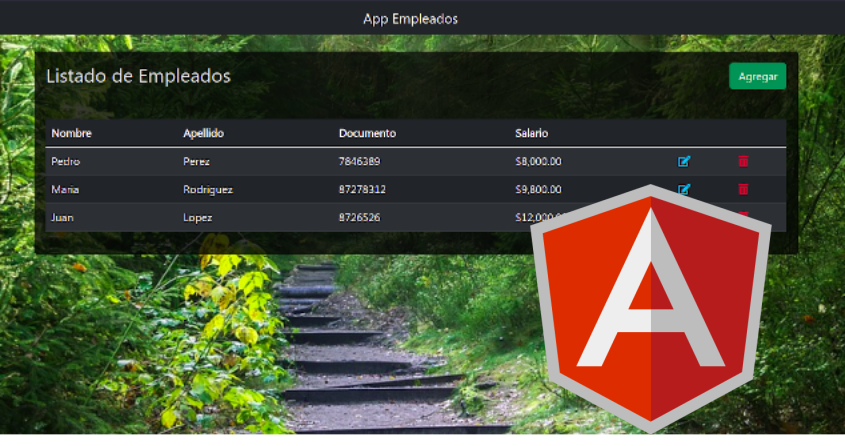 App Empleados
Listado de Empleados
Agregar
Nombre Apellido Documento Salario
Pedro Perez 7846389 $8,000.00
Maria Rodriguez 87278312 $9,800.00
Juan Lopez 8726526 $12,000.00
A